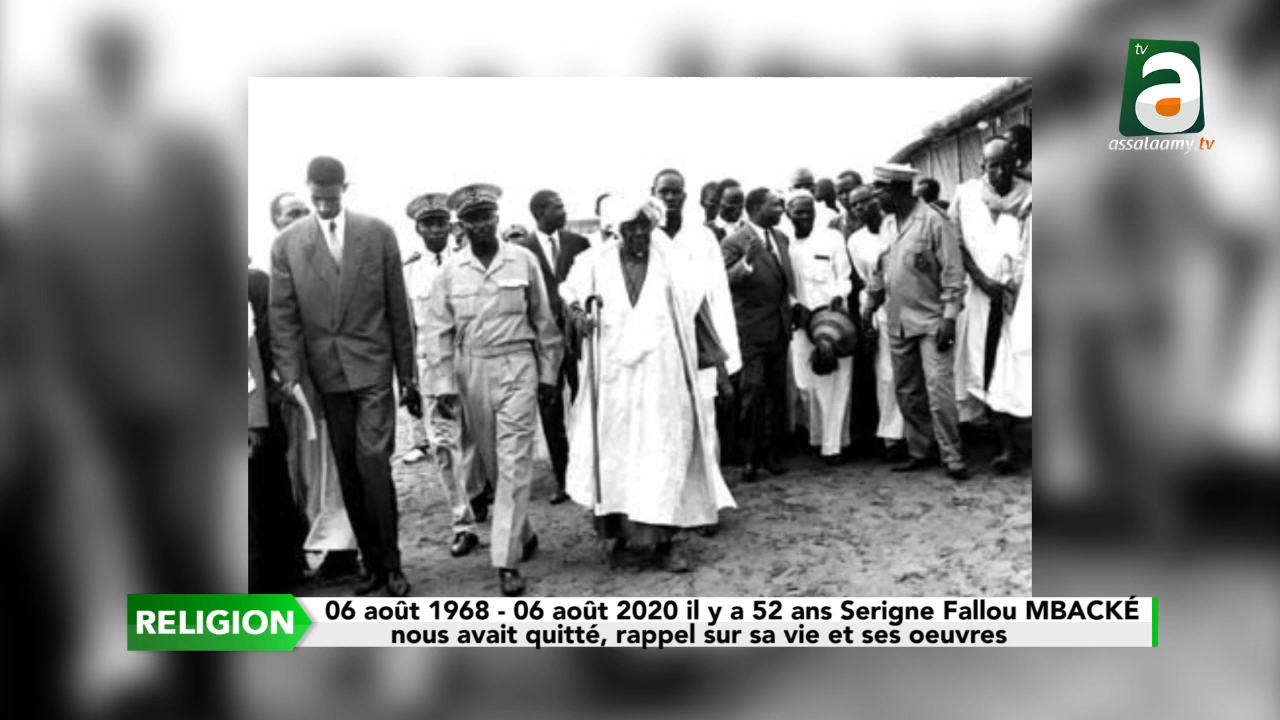 tv
a
assalaamy.tv
RELIGION
06 août 1968 - 06 août 2020 il y a 52 ans Serigne Fallou MBACKÉ
nous avait quitté, rappel sur sa vie et ses oeuvres